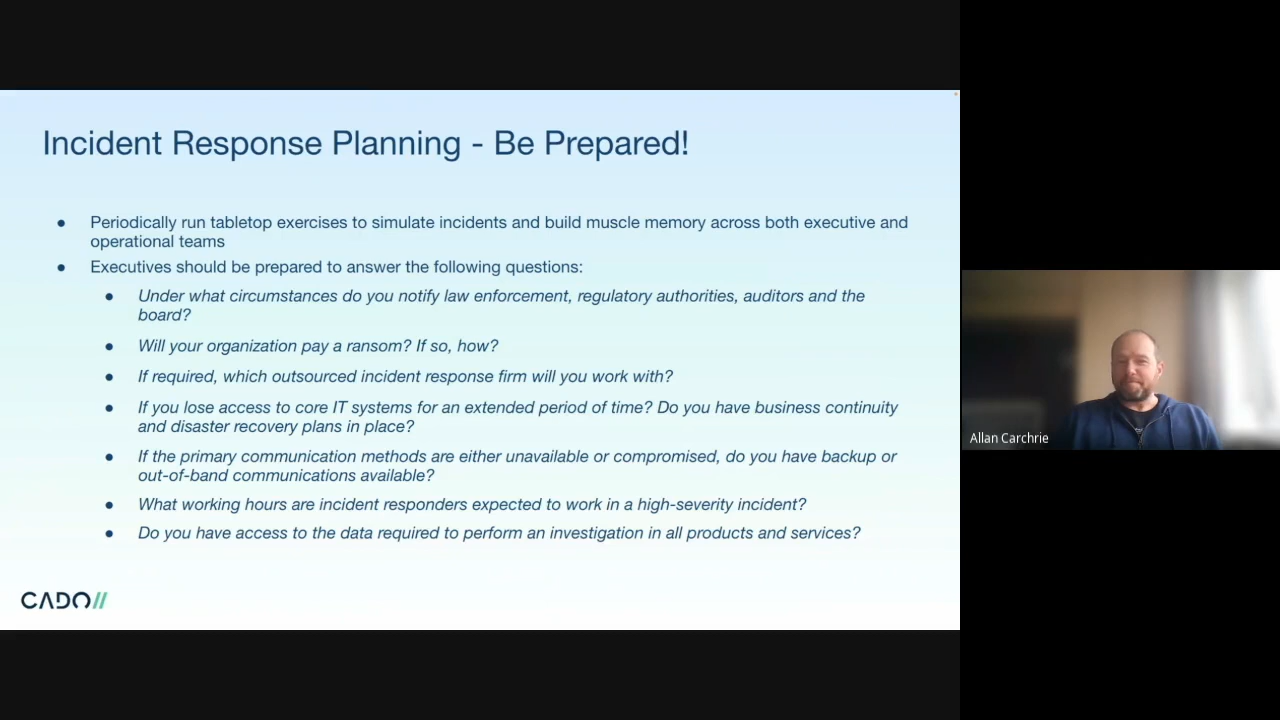 Incident Response Planning - Be Prepared!
● Periodically run tabletop exercises to simulate incidents and build muscle memory across both executive and
operational teams
● Executives should be prepared to answer the following questions:
● Under what circumstances do you notify law enforcement, regulatory authorities, auditors and the
board?
● Will your organization pay a ransom? If so, how?
● If required, which outsourced incident response firm will you work with?
● If you lose access to core IT systems for an extended period of time? Do you have business continuity
and disaster recovery plans in place?
● If the primary communication methods are either unavailable or compromised, do you have backup or
out-of-band communications available?
● What working hours are incident responders expected to work in a high-severity incident?
● Do you have access to the data required to perform an investigation in all products and services?
CADO//
Allan Carchrie